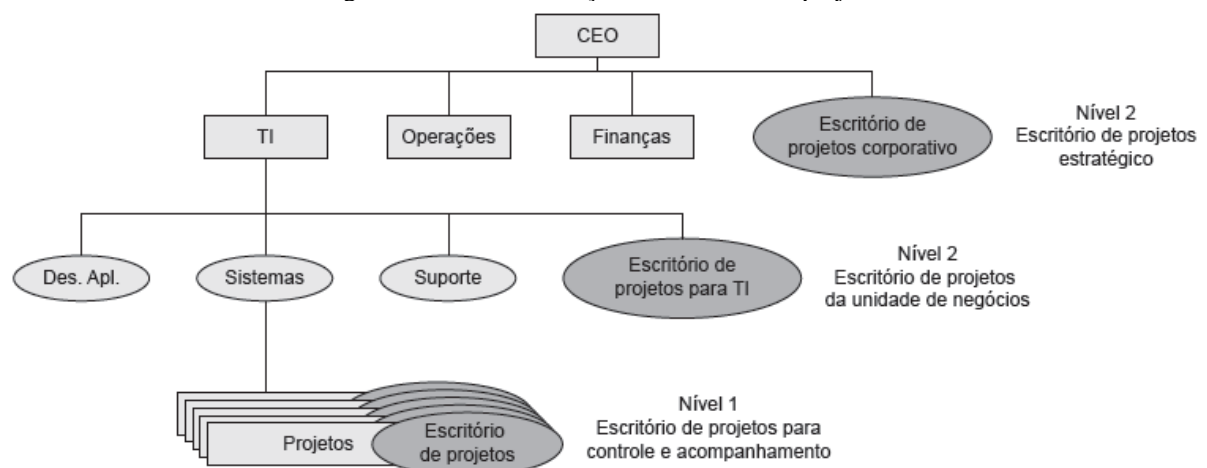 CEO
TI
Operações
Finanças
Escritório de
projetos corporativo
Nível 2
Escritório de projetos
estratégico
Des. Apl.
Sistemas
Suporte
Escritório de
projetos para TI
Nível 2
Escritório de projetos
da unidade de negócios
Projetos
Escritório
de projetos
Nível 1
Escritório de projetos para
controle e acompanhamento